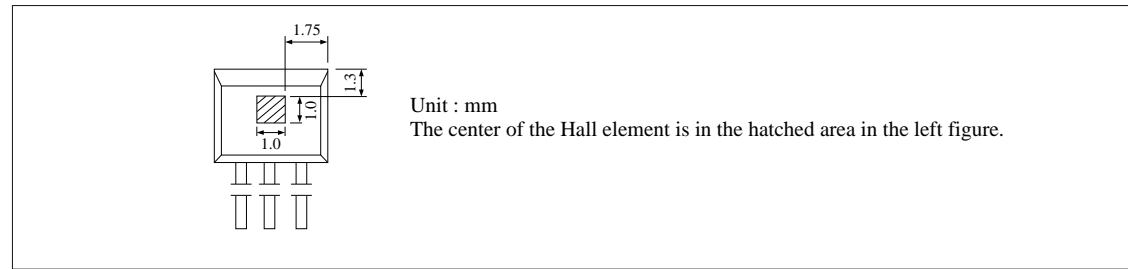 1.75
1.3
1.0
1.0
Unit : mm
The center of the Hall element is in the hatched area in the left figure.